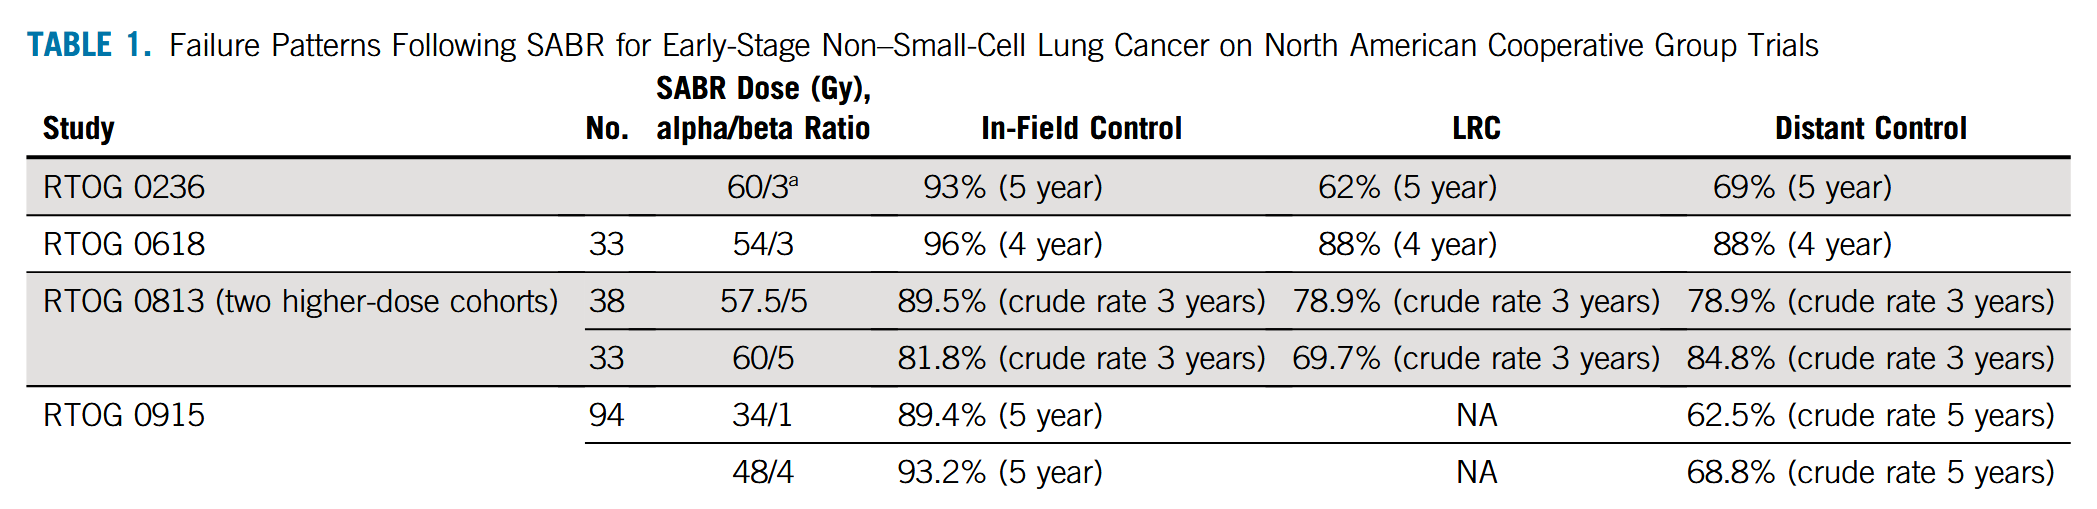 TABLE 1. Failure Patterns Following SABR for Early-Stage Non–Small-Cell Lung Cancer on North American Cooperative Group Trials
Study No. SABR Dose (Gy), alpha/beta Ratio In-Field Control LRC Distant Control
RTOG 0236 60/3a 93% (5 year) 62% (5 year) 69% (5 year)
RTOG 0618 33 54/3 96% (4 year) 88% (4 year) 88% (4 year)
RTOG 0813 (two higher-dose cohorts) 38 57.5/5 89.5% (crude rate 3 years) 78.9% (crude rate 3 years) 78.9% (crude rate 3 years)
33 60/5 81.8% (crude rate 3 years) 69.7% (crude rate 3 years) 84.8% (crude rate 3 years)
RTOG 0915 94 34/1 89.4% (5 year) NA 62.5% (crude rate 5 years)
48/4 93.2% (5 year) NA 68.8% (crude rate 5 years)